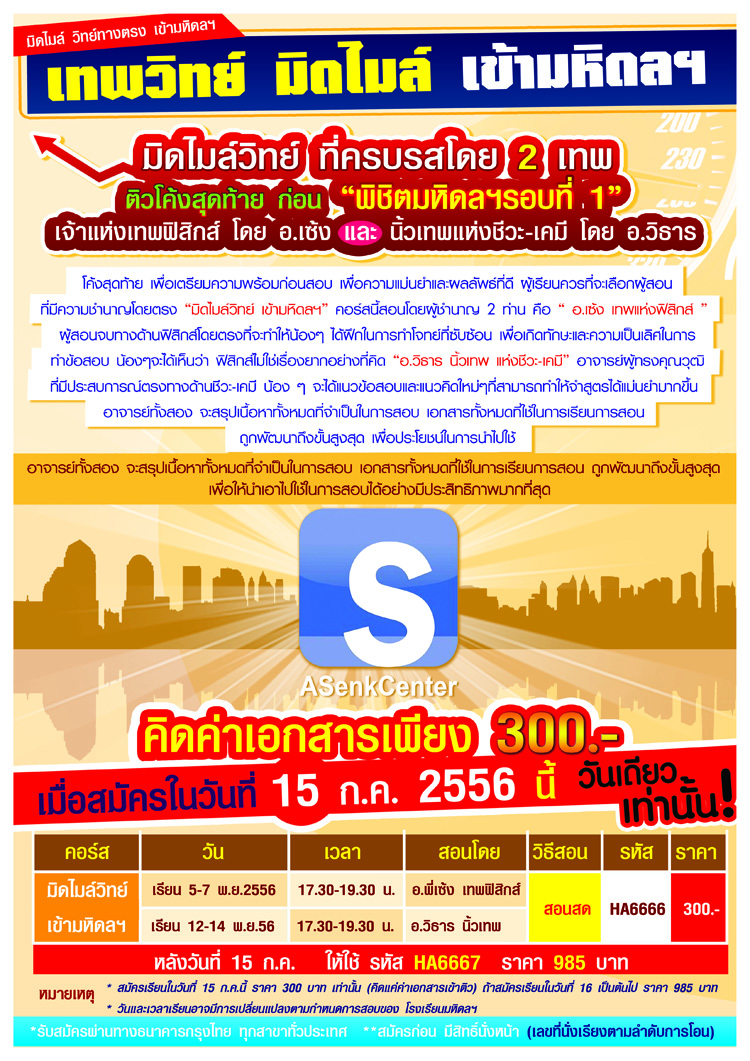 มิดไมล์ วิทย์ทางตรง เข้ามหิดลฯ
เทพวิทย์ มิดไมล์ เข้ามหิดลฯ
200
230
มิดไมล์วิทย์ ที่ครบรสโดย 2 เทพ
ติวโค้งสุดท้าย ก่อน “พิชิตมหิดลฯรอบที่ 1”
เจ้าแห่งเทพฟิสิกส์ โดย อ.เซ้ง และ นิ้วเทพแห่งชีวะ-เคมี โดย อ.วิธาร
โค้งสุดท้าย เพื่อเตรียมความพร้อมก่อนสอบ เพื่อความแม่นยำและผลลัพธ์ที่ดี ผู้เรียนควรที่จะเลือกผู้สอน
ที่มีความชำนาญโดยตรง “มิดไมล์วิทย์ เข้ามหิดลฯ” คอร์สนี้สอนโดยผู้ชำนาญ 2 ท่าน คือ “ อ.เซ้ง เทพแห่งฟิสิกส์ ”
ผู้สอนจบทางด้านฟิสิกส์โดยตรงที่จะทำให้น้องๆ ได้ฝึกในการทำโจทย์ที่ซับซ้อน เพื่อเกิดทักษะและความเป็นเลิศในการ
ทำข้อสอบ น้องๆจะได้เห็นว่า ฟิสิกส์ไม่ใช่เรื่องยากอย่างที่คิด “อ.วิธาร นิ้วเทพ แห่งชีวะ-เคมี” อาจารย์ผู้ทรงคุณวุฒิ
ที่มีประสบการณ์ตรงทางด้านชีวะ-เคมี น้อง ๆ จะได้แนวข้อสอบและแนวคิดใหม่ๆที่สามารถทำให้จำสูตรได้แม่นยำมากขึ้น
อาจารย์ทั้งสอง จะสรุปเนื้อหาทั้งหมดที่จำเป็นในการสอบ เอกสารทั้งหมดที่ใช้ในการเรียนการสอน
ถูกพัฒนาถึงขั้นสูงสุด เพื่อประโยชน์ในการนำไปใช้
อาจารย์ทั้งสอง จะสรุปเนื้อหาทั้งหมดที่จำเป็นในการสอบ เอกสารทั้งหมดที่ใช้ในการเรียนการสอน ถูกพัฒนาถึงขั้นสูงสุด
เพื่อให้นำเอาไปใช้ในการสอบได้อย่างมีประสิทธิภาพมากที่สุด
S
ASenkCenter
คิดค่าเอกสารเพียง 300.-
เมื่อสมัครในวันที่ 15 ก.ค. 2556 นี้ วันเดียว
เท่านั้น!
คอร์ส วัน เวลา สอนโดย วิธีสอน รหัส ราคา
มิดไมล์วิทย์ เรียน 5-7 พ.ย.2556 17.30-19.30 น. อ.พี่เซ้ง เทพฟิสิกส์
สอนสด HA6666 300.-
เข้ามหิดลฯ เรียน 12-14 พ.ย.56 17.30-19.30 น. อ.วิธาร นิ้วเทพ
หลังวันที่ 15 ก.ค. ให้ใช้ รหัส HA6667 ราคา 985 บาท
หมายเหตุ * สมัครเรียนในวันที่ 15 ก.ค.นี้ ราคา 300 บาท เท่านั้น (คิดแค่ค่าเอกสารเข้าติว) ถ้าสมัครเรียนในวันที่ 16 เป็นต้นไป ราคา 985 บาท
* วันและเวลาเรียนอาจมีการเปลี่ยนแปลงตามกำหนดการสอบของ โรงเรียนมหิดลฯ
*รับสมัครผ่านทางธนาคารกรุงไทย ทุกสาขาทั่วประเทศ **สมัครก่อน มีสิทธิ์นั่งหน้า (เลขที่นั่งเรียงตามลำดับการโอน)